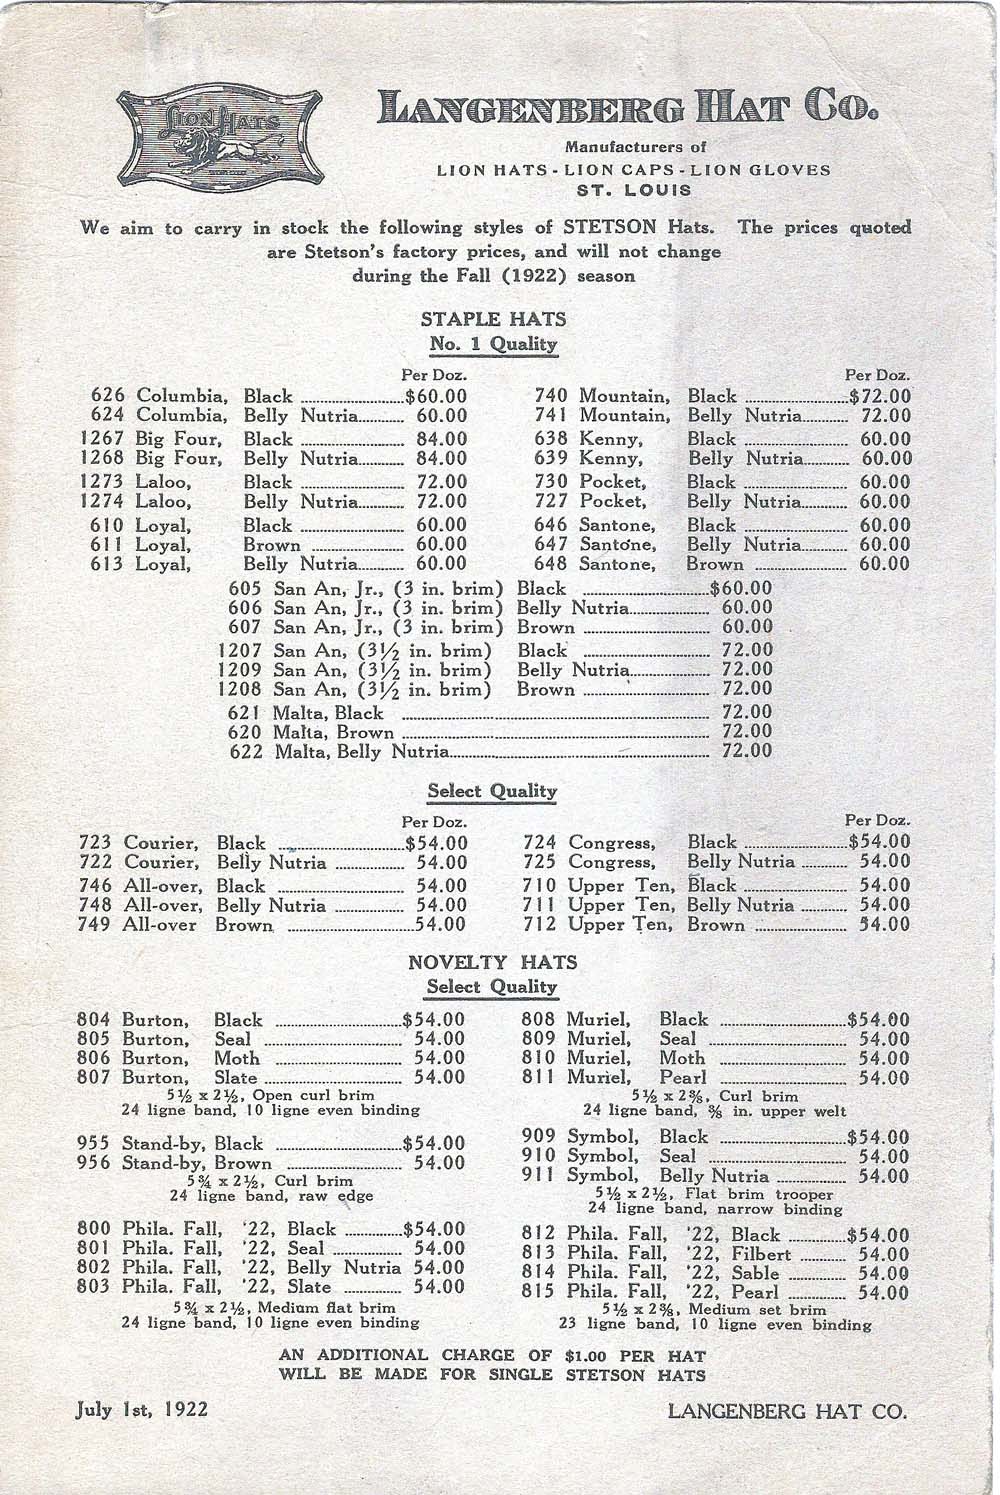 LION HATS
LANGENBERG HAT CO.
Manufacturers of
LION HATS - LION CAPS - LION GLOVES
ST. LOUIS
We aim to carry in stock the following styles of STETSON Hats. The prices quoted
are Stetson's factory prices, and will not change
during the Fall (1922) season
STAPLE HATS
No. 1 Quality
Per Doz.
626 Columbia, Black $60.00
624 Columbia, Belly Nutria 60.00
1267 Big Four, Black 84.00
1268 Big Four, Belly Nutria 84.00
1273 Laloo, Black 72.00
1274 Laloo, Belly Nutria 72.00
610 Loyal, Black 60.00
611 Loyal, Brown 60.00
613 Loyal, Belly Nutria 60.00
Per Doz.
740 Mountain, Black $72.00
741 Mountain, Belly Nutria 72.00
638 Kenny, Black 60.00
639 Kenny, Belly Nutria 60.00
730 Pocket, Black 60.00
727 Pocket, Belly Nutria 60.00
646 Santone, Black 60.00
647 Santone, Belly Nutria 60.00
648 Santone, Brown 60.00
605 San An, Jr., (3 in. brim) Black $60.00
606 San An, Jr., (3 in. brim) Belly Nutria 60.00
607 San An, Jr., (3 in. brim) Brown 60.00
1207 San An, (3½ in. brim) Black 72.00
1209 San An, (3½ in. brim) Belly Nutria 72.00
1208 San An, (3½ in. brim) Brown 72.00
621 Malta, Black 72.00
620 Malta, Brown 72.00
622 Malta, Belly Nutria 72.00
Select Quality
Per Doz.
723 Courier, Black $54.00
722 Courier, Belly Nutria 54.00
746 All-over, Black 54.00
748 All-over, Belly Nutria 54.00
749 All-over Brown 54.00
Per Doz.
724 Congress, Black $54.00
725 Congress, Belly Nutria 54.00
710 Upper Ten, Black 54.00
711 Upper Ten, Belly Nutria 54.00
712 Upper Ten, Brown 54.00
NOVELTY HATS
Select Quality
804 Burton, Black $54.00
805 Burton, Seal 54.00
806 Burton, Moth 54.00
807 Burton, Slate 54.00
5½ x 2½, Open curl brim
24 ligne band, 10 ligne even binding
955 Stand-by, Black $54.00
956 Stand-by, Brown 54.00
5¾ x 2½, Curl brim
24 ligne band, raw edge
800 Phila. Fall, '22, Black $54.00
801 Phila. Fall, '22, Seal 54.00
802 Phila. Fall, '22, Belly Nutria 54.00
803 Phila. Fall, '22, Slate 54.00
5¾ x 2½, Medium flat brim
24 ligne band, 10 ligne even binding
808 Muriel, Black $54.00
809 Muriel, Seal 54.00
810 Muriel, Moth 54.00
811 Muriel, Pearl 54.00
5½ x 2⅜, Curl brim
24 ligne band, ⅜ in. upper welt
909 Symbol, Black $54.00
910 Symbol, Seal 54.00
911 Symbol, Belly Nutria 54.00
5½ x 2½, Flat brim trooper
24 ligne band, narrow binding
812 Phila. Fall, '22, Black $54.00
813 Phila. Fall, '22, Filbert 54.00
814 Phila. Fall, '22, Sable 54.00
815 Phila. Fall, '22, Pearl 54.00
5½ x 2⅜, Medium set brim
23 ligne band, 10 ligne even binding
AN ADDITIONAL CHARGE OF $1.00 PER HAT
WILL BE MADE FOR SINGLE STETSON HATS
July 1st, 1922
LANGENBERG HAT CO.